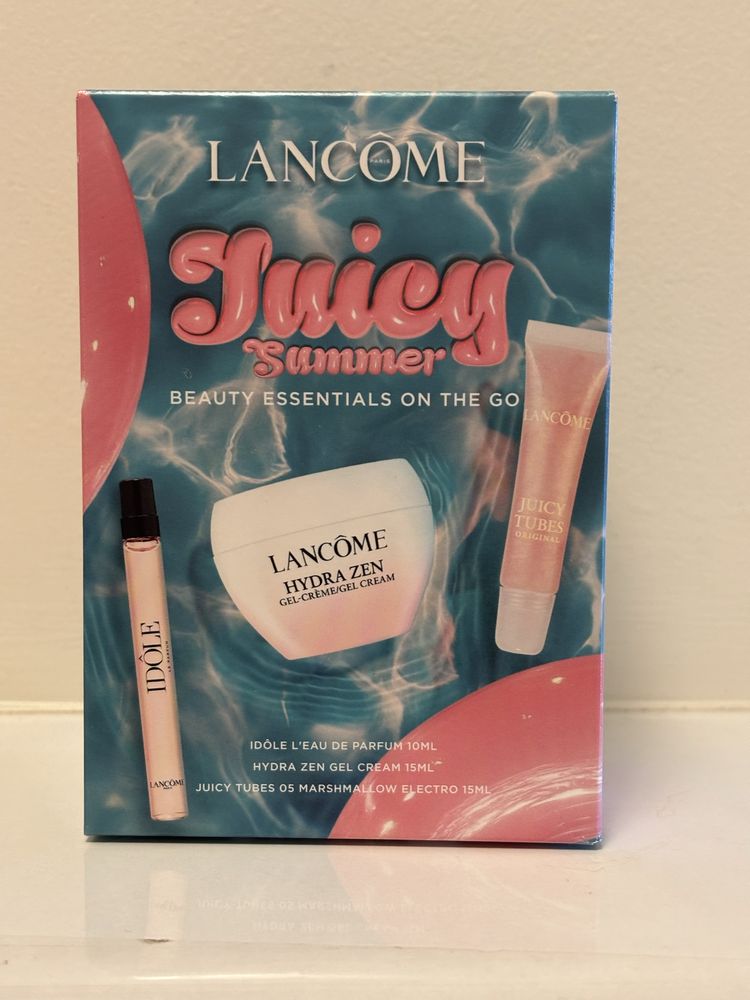 LANCÔME
PARIS
Juicy
Summer
BEAUTY ESSENTIALS ON THE GO
LANCÔME
JUICY
TUBES
ORIGINAL
LANCÔME
HYDRA ZEN
GEL-CRÈME/GEL CREAM
IDÔLE
LANCÔME
PARIS
IDÔLE L'EAU DE PARFUM 10ML
HYDRA ZEN GEL CREAM 15ML
JUICY TUBES 05 MARSHMALLOW ELECTRO 15ML